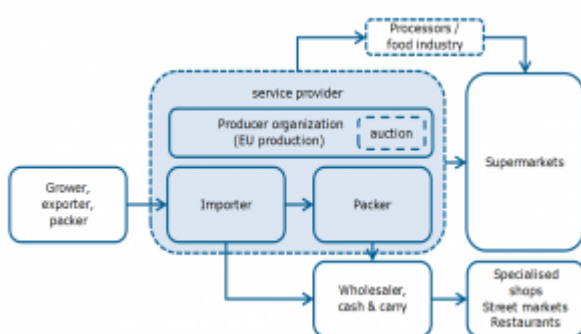 Processors /
food industry
service provider
Producer organization
(EU production)
auction
Supermarkets
Grower,
exporter,
packer
Importer
Packer
Wholesaler,
cash & carry
Specialised
shops
Street markets
Restaurants